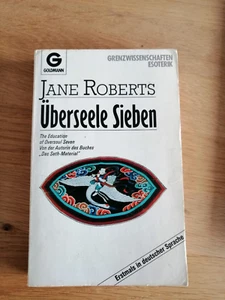 G
GOLDMANN
GRENZWISSENSCHAFTEN
ESOTERIK
JANE ROBERTS
Überseele Sieben
The Education
of Oversoul Seven
Von der Autorin des Buches
„Das Seth-Material"
Erstmals in deutscher Sprache